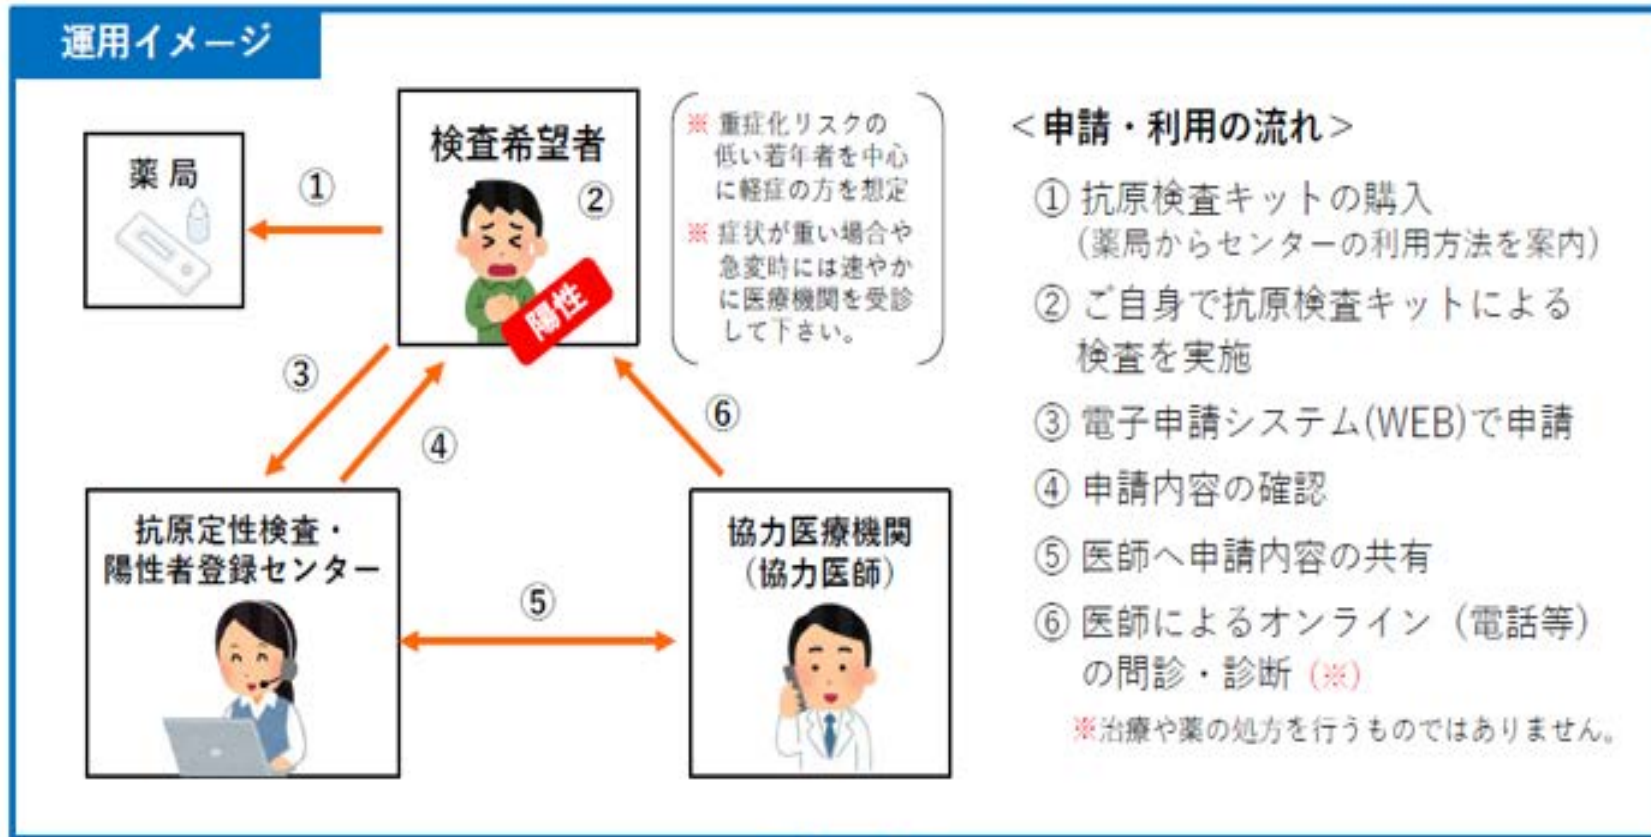 運用イメージ
薬局
①
検査希望者
②
陽性
※ 重症化リスクの
低い若年者を中心
に軽症の方を想定
※ 症状が重い場合や
急変時には速やか
に医療機関を受診
して下さい。
③
④
⑥
抗原定性検査・
陽性者登録センター
⑤
協力医療機関
（協力医師）
＜申請・利用の流れ＞
① 抗原検査キットの購入
（薬局からセンターの利用方法を案内）
② ご自身で抗原検査キットによる
検査を実施
③ 電子申請システム(WEB)で申請
④ 申請内容の確認
⑤ 医師へ申請内容の共有
⑥ 医師によるオンライン（電話等）
の問診・診断（※）
※治療や薬の処方を行うものではありません。